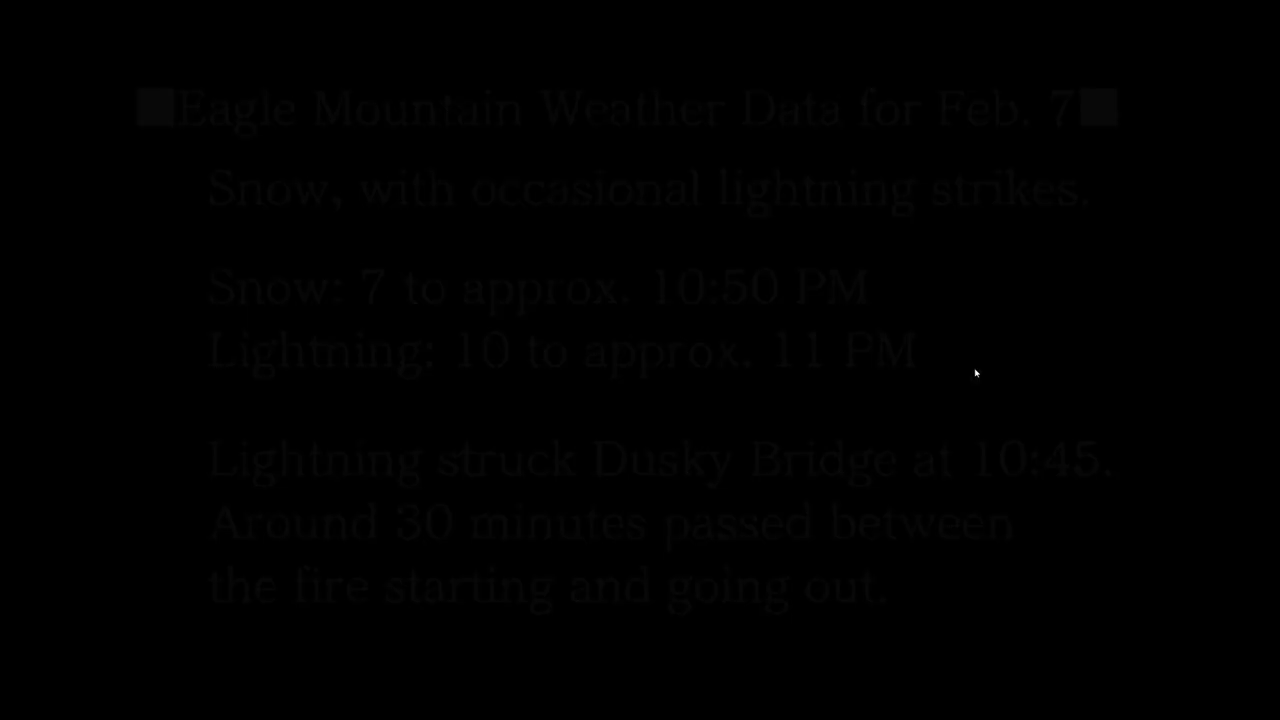 ■Eagle Mountain Weather Data for Feb. 7■
Snow, with occasional lightning strikes.
Snow: 7 to approx. 10:50 PM
Lightning: 10 to approx. 11 PM
Lightning struck Dusky Bridge at 10:45.
Around 30 minutes passed between
the fire starting and going out.